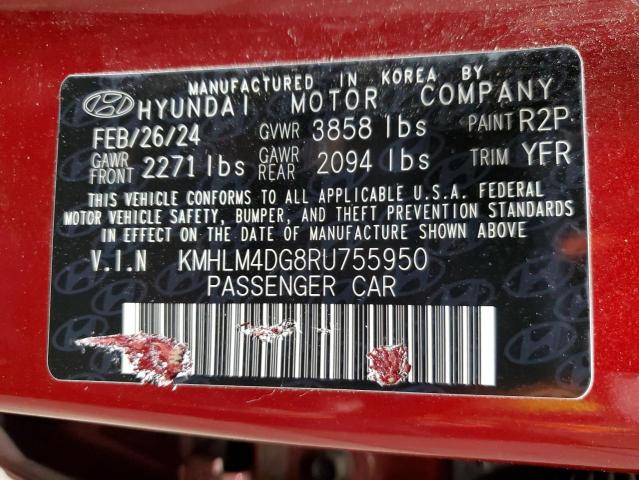 MANUFACTURED IN KOREA BY
HYUNDAI MOTOR COMPANY
FEB/26/24 GVWR 3858 lbs PAINT R2P
GAWR FRONT 2271 lbs GAWR REAR 2094 lbs TRIM YFR
THIS VEHICLE CONFORMS TO ALL APPLICABLE U.S.A. FEDERAL
MOTOR VEHICLE SAFETY, BUMPER, AND THEFT PREVENTION STANDARDS
IN EFFECT ON THE DATE OF MANUFACTURE SHOWN ABOVE
V.I.N KMHLM4DG8RU755950
PASSENGER CAR